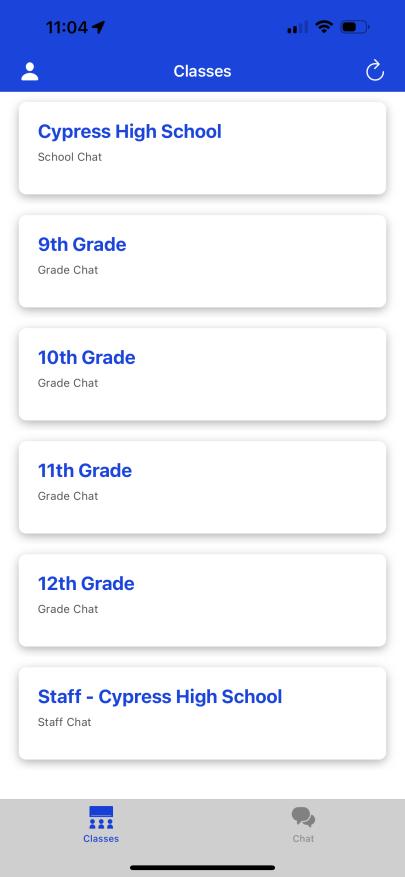 11:04
Classes
Cypress High School
School Chat
9th Grade
Grade Chat
10th Grade
Grade Chat
11th Grade
Grade Chat
12th Grade
Grade Chat
Staff - Cypress High School
Staff Chat
Classes
Chat